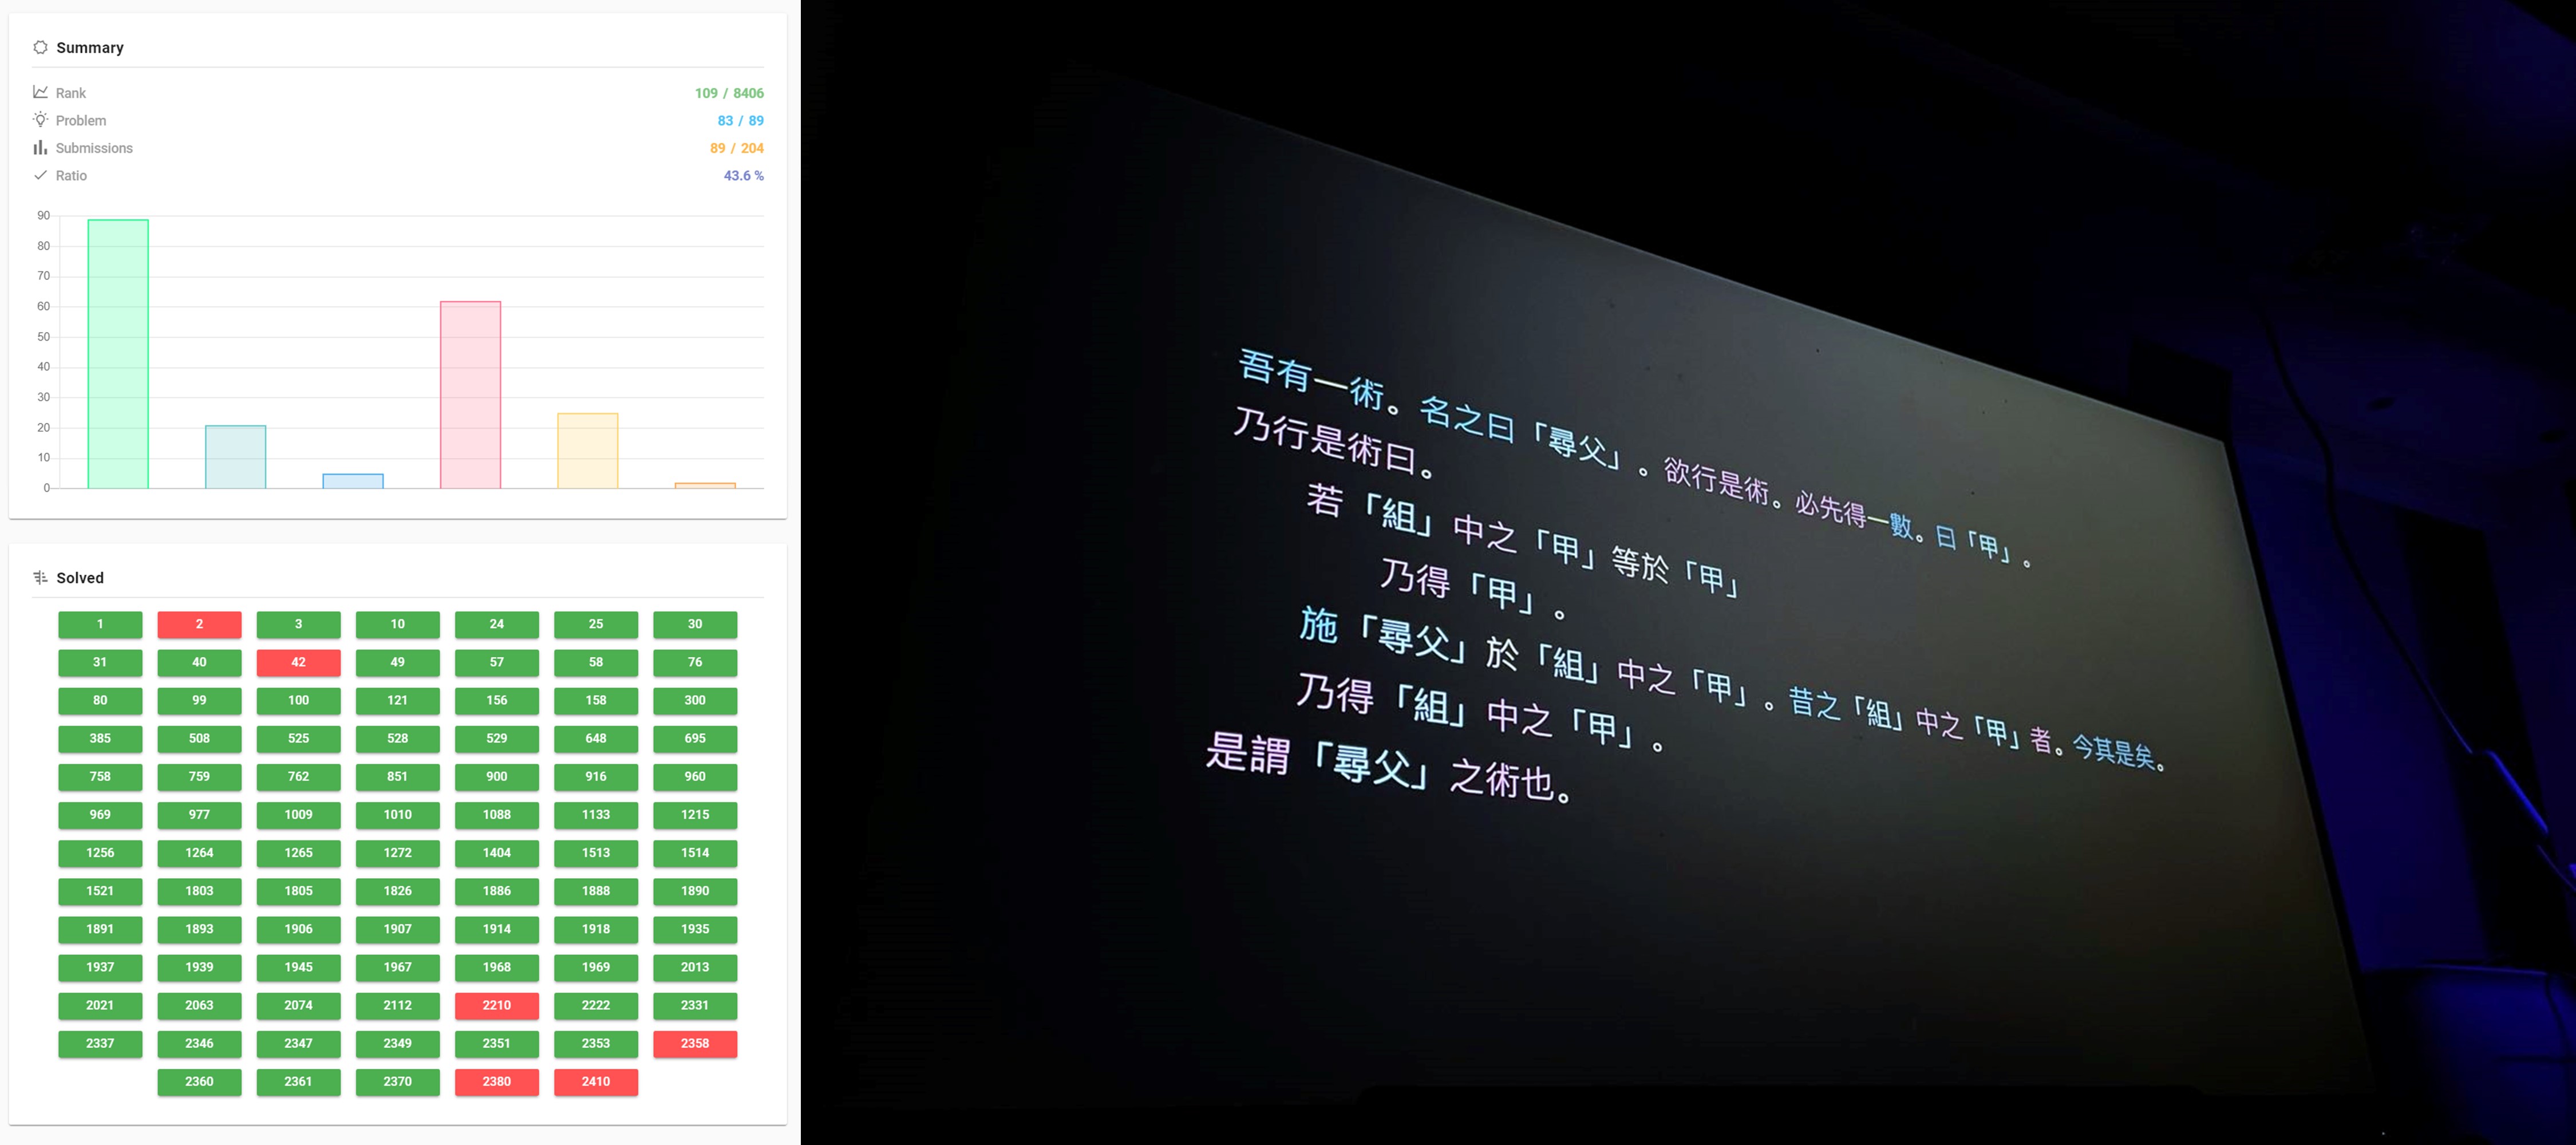 Summary
Rank 109 / 8406
Problem 83 / 89
Submissions 89 / 204
Ratio 43.6 %
90
80
70
60
50
40
30
20
10
0
Solved
1 2 3 10 24 25 30
31 40 42 49 57 58 76
80 99 100 121 156 158 300
385 508 525 528 529 648 695
758 759 762 851 900 916 960
969 977 1009 1010 1088 1133 1215
1256 1264 1265 1272 1404 1513 1514
1521 1803 1805 1826 1886 1888 1890
1891 1893 1906 1907 1914 1918 1935
1937 1939 1945 1967 1968 1969 2013
2021 2063 2074 2112 2210 2222 2331
2337 2346 2347 2349 2351 2353 2358
2360 2361 2370 2380 2410
吾有一術。名之曰「尋父」。欲行是術。必先得一數。曰「甲」。
乃行是術曰。
若「組」中之「甲」等於「甲」
乃得「甲」。
施「尋父」於「組」中之「甲」。昔之「組」中之「甲」者。今其是矣。
乃得「組」中之「甲」。
是謂「尋父」之術也。